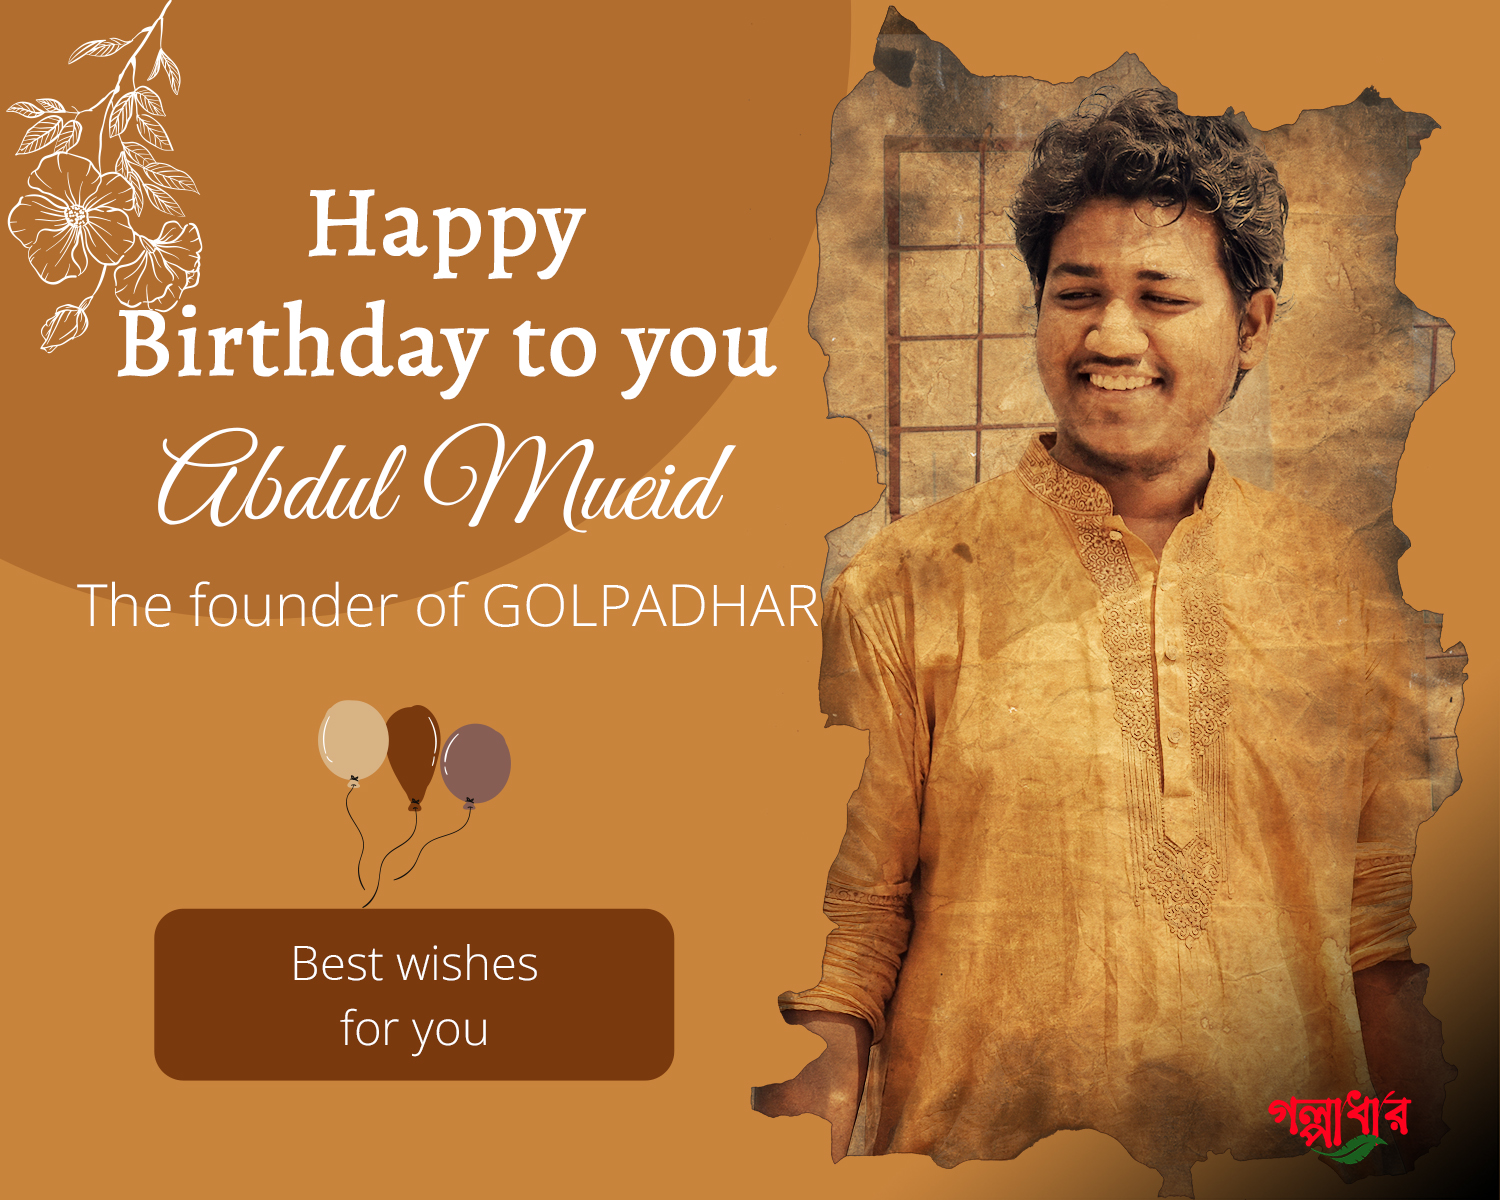 Happy
Birthday to you
Abdul Mueid
The founder of GOLPADHAR
Best wishes
for you
গল্পাধার